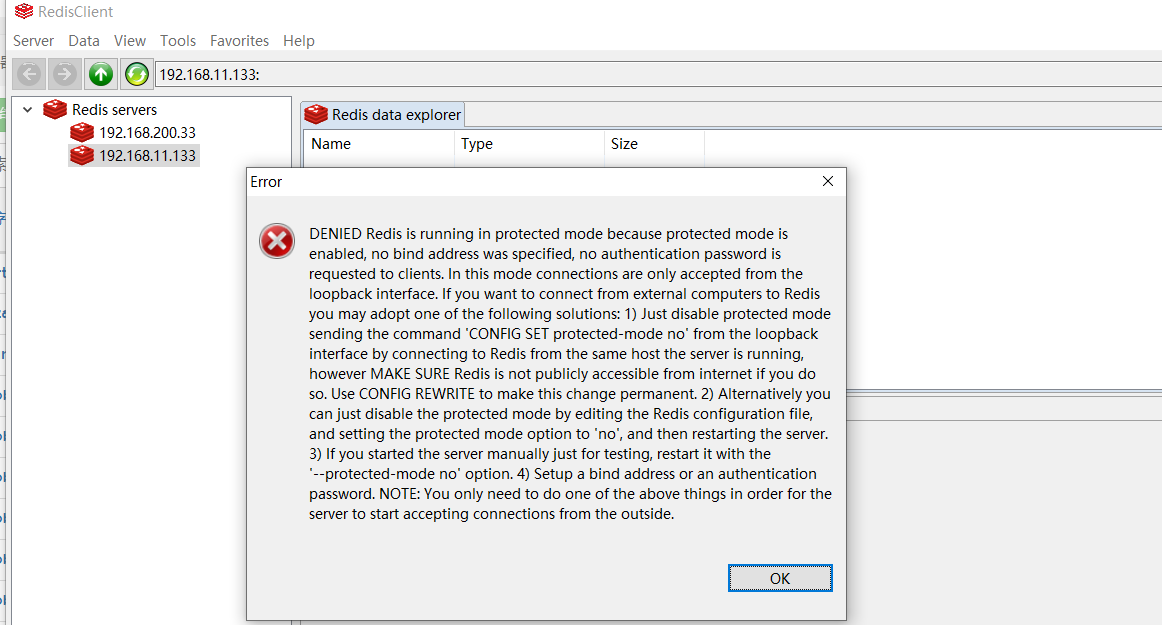 RedisClient
Server Data View Tools Favorites Help
192.168.11.133:
Redis servers
192.168.200.33
192.168.11.133
Redis data explorer
Name Type Size
Error
DENIED Redis is running in protected mode because protected mode is
enabled, no bind address was specified, no authentication password is
requested to clients. In this mode connections are only accepted from the
loopback interface. If you want to connect from external computers to Redis
you may adopt one of the following solutions: 1) Just disable protected mode
sending the command 'CONFIG SET protected-mode no' from the loopback
interface by connecting to Redis from the same host the server is running,
however MAKE SURE Redis is not publicly accessible from internet if you do
so. Use CONFIG REWRITE to make this change permanent. 2) Alternatively you
can just disable the protected mode by editing the Redis configuration file,
and setting the protected mode option to 'no', and then restarting the server.
3) If you started the server manually just for testing, restart it with the
'--protected-mode no' option. 4) Setup a bind address or an authentication
password. NOTE: You only need to do one of the above things in order for the
server to start accepting connections from the outside.
OK